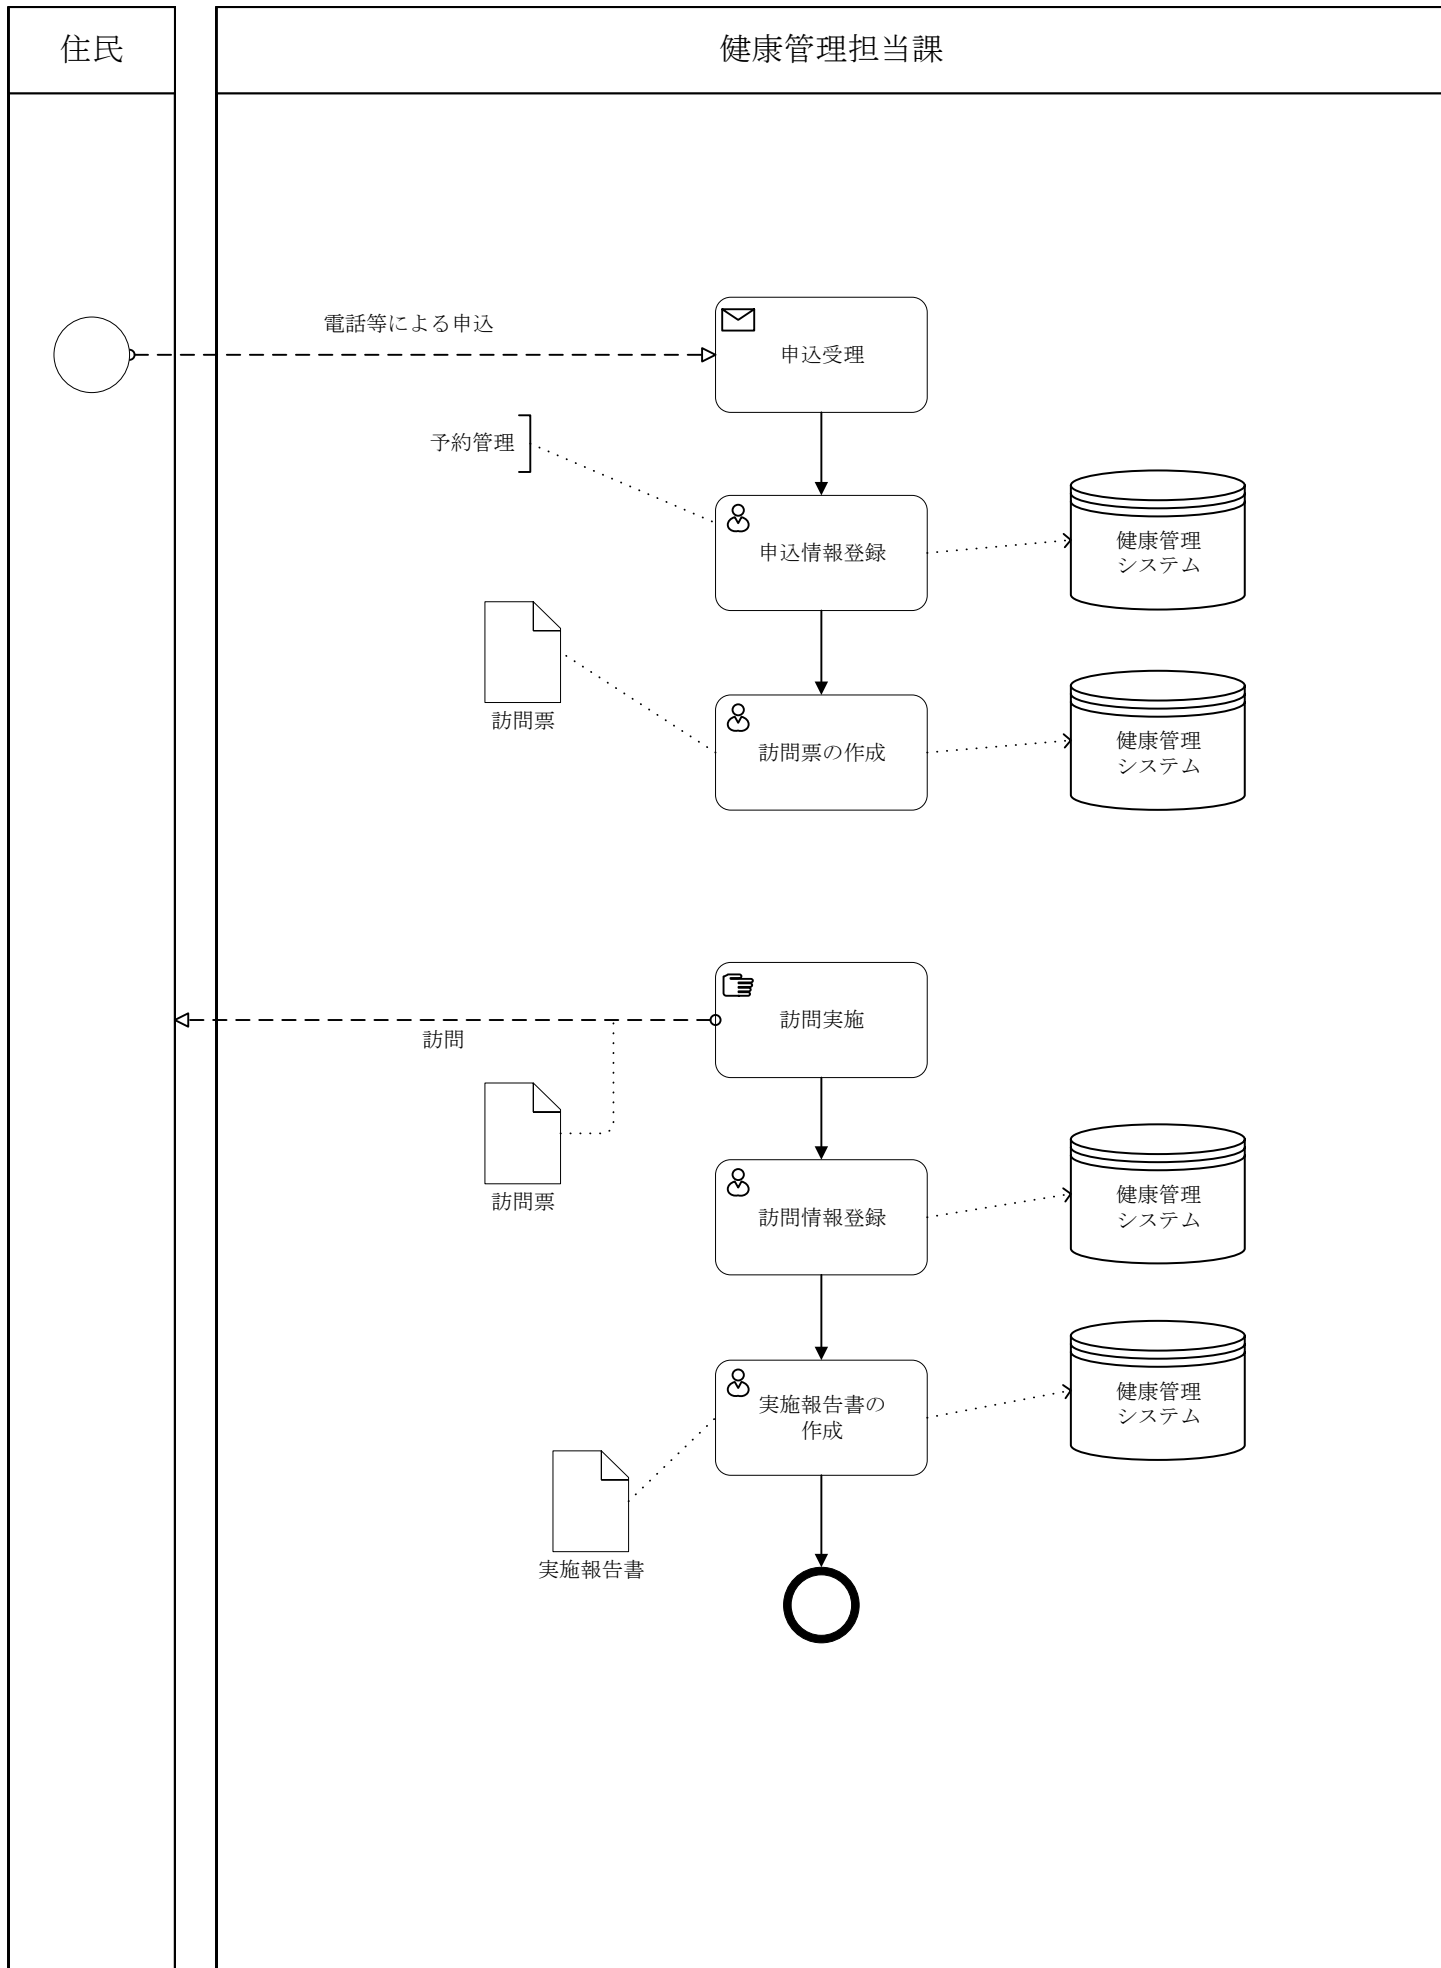 住民
健康管理担当課
電話等による申込
申込受理
予約管理
申込情報登録
健康管理
システム
訪問票
訪問票の作成
健康管理
システム
訪問実施
訪問
訪問票
訪問情報登録
健康管理
システム
実施報告書の
作成
健康管理
システム
実施報告書